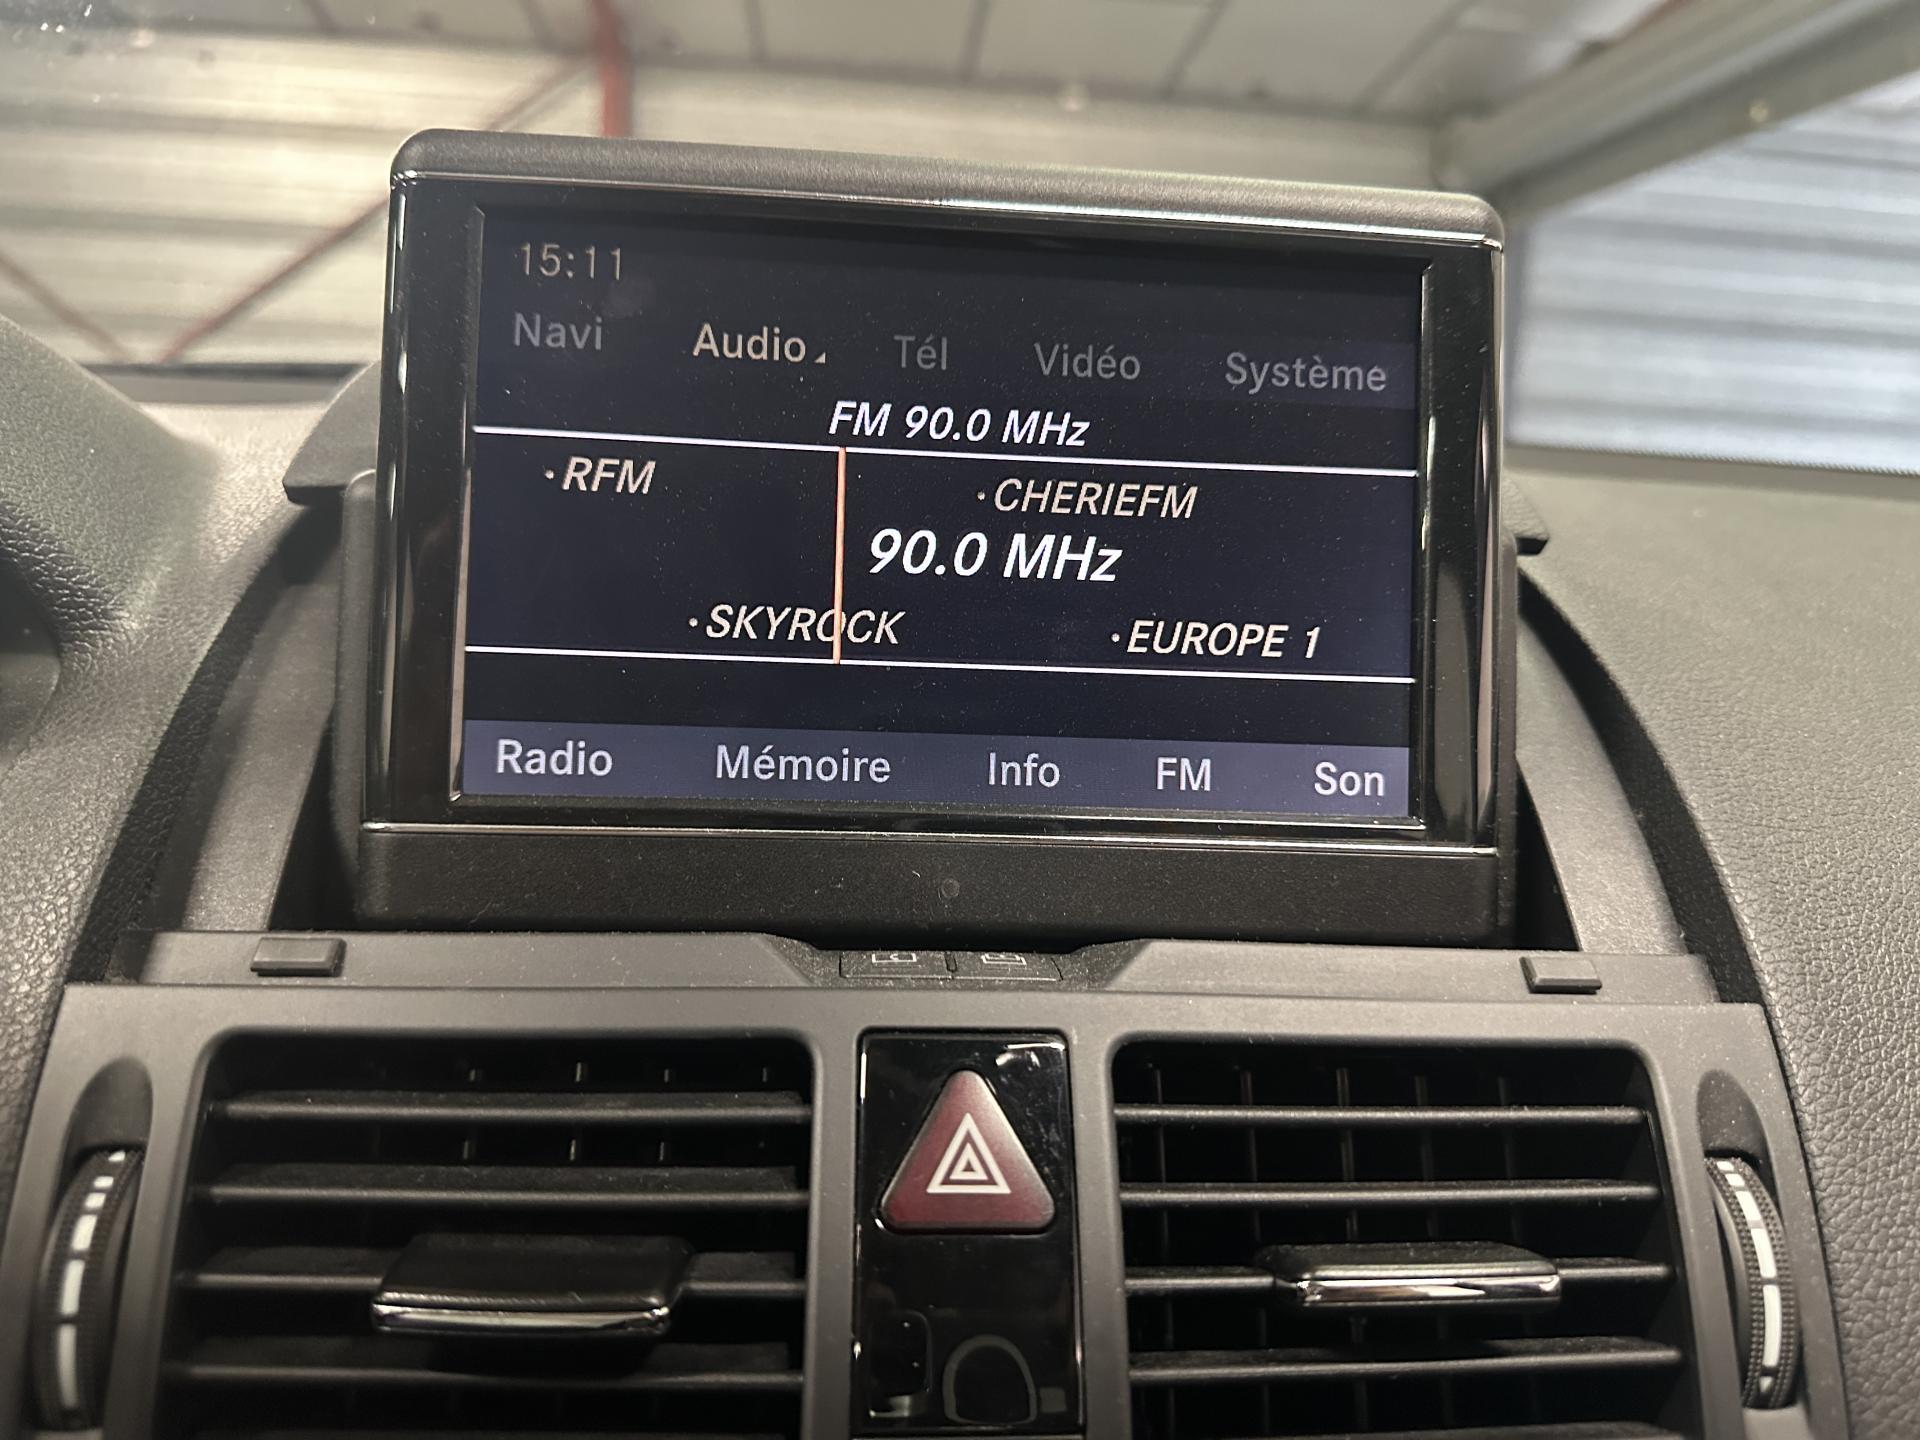 15:11
Navi Audio Tél Vidéo Système
FM 90.0 MHz
·RFM ·CHERIEFM
90.0 MHz
·SKYROCK ·EUROPE 1
Radio Mémoire Info FM Son